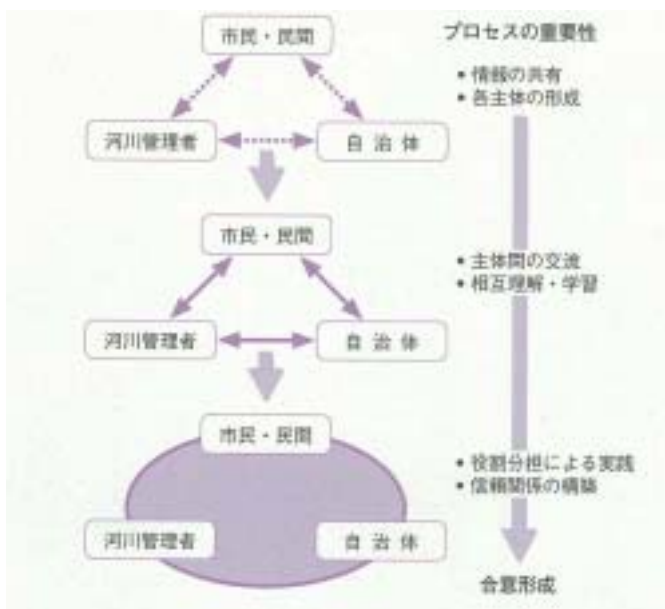 市民・民間
河川管理者
自治体
市民・民間
河川管理者
自治体
市民・民間
河川管理者
自治体
プロセスの重要性
• 情報の共有
• 各主体の形成
• 主体間の交流
• 相互理解・学習
• 役割分担による実践
• 信頼関係の構築
合意形成